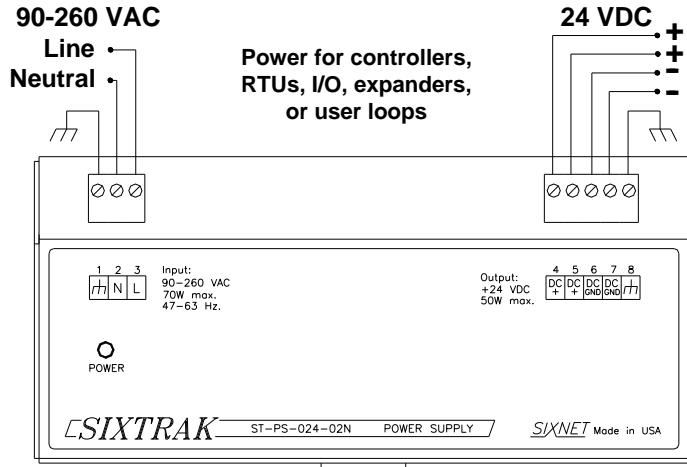 90-260 VAC
Line
Neutral
Power for controllers,
RTUs, I/O, expanders,
or user loops
24 VDC
+
+
-
-
1 2 3
N L
Input:
90-260 VAC
70W max.
47-63 Hz.
Output:
+24 VDC
50W max.
4 5 6 7 8
DC DC DC DC
+ + GND GND
POWER
SIXTRAK ST-PS-024-02N POWER SUPPLY SIXNET Made in USA